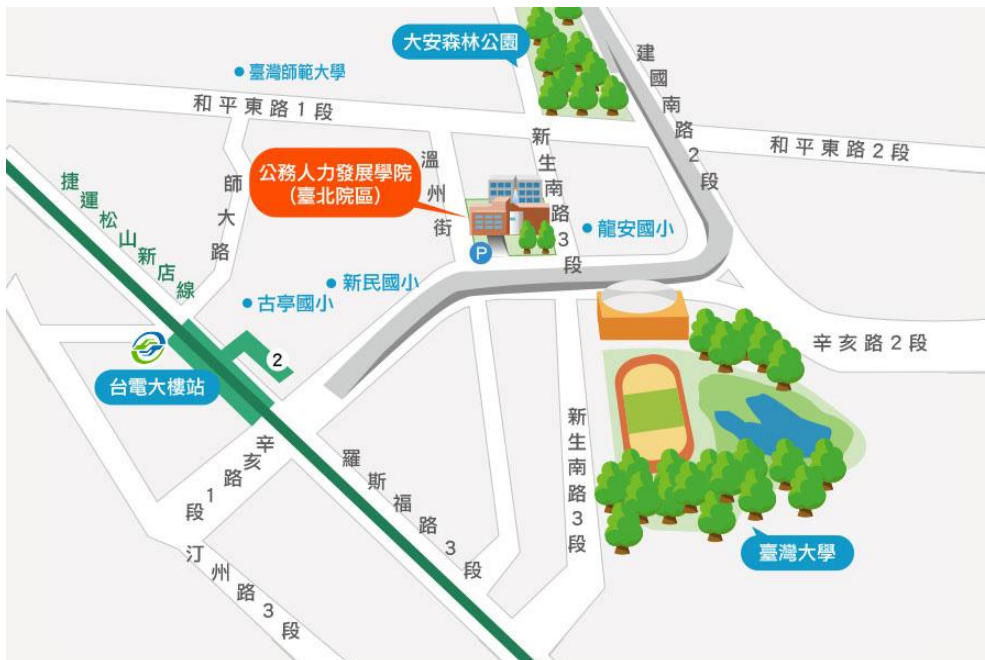 大安森林公園
建國南路2段
臺灣師範大學
和平東路1段
和平東路2段
新生南路3段
溫州街
公務人力發展學院
(臺北院區)
師大路
捷運松山新店線
龍安國小
P
新民國小
古亭國小
2
台電大樓站
辛亥路2段
辛亥路1段
羅斯福路3段
新生南路3段
汀州路3段
臺灣大學